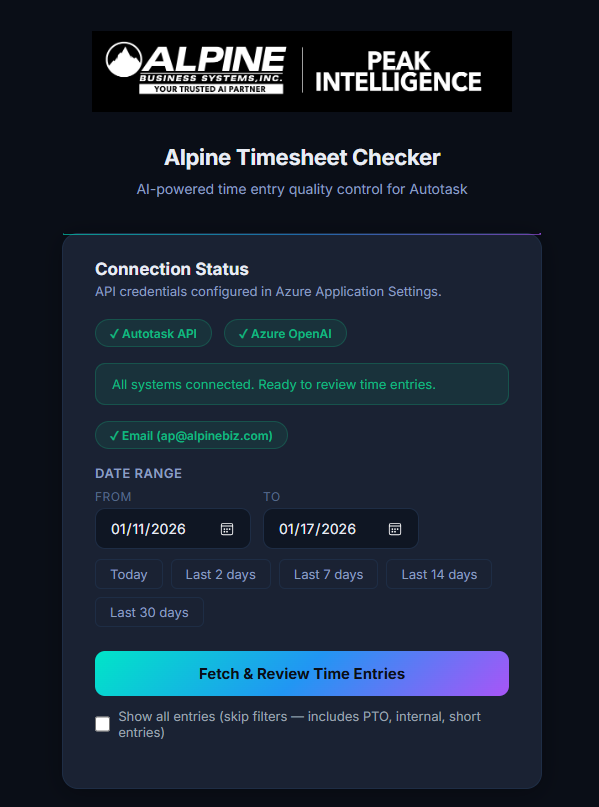 ALPINE
BUSINESS SYSTEMS, INC.
YOUR TRUSTED AI PARTNER
PEAK
INTELLIGENCE
Alpine Timesheet Checker
AI-powered time entry quality control for Autotask
Connection Status
API credentials configured in Azure Application Settings.
✓ Autotask API ✓ Azure OpenAI
All systems connected. Ready to review time entries.
✓ Email (ap@alpinebiz.com)
DATE RANGE
FROM TO
01/11/2026 01/17/2026
Today Last 2 days Last 7 days Last 14 days
Last 30 days
Fetch & Review Time Entries
Show all entries (skip filters — includes PTO, internal, short
entries)